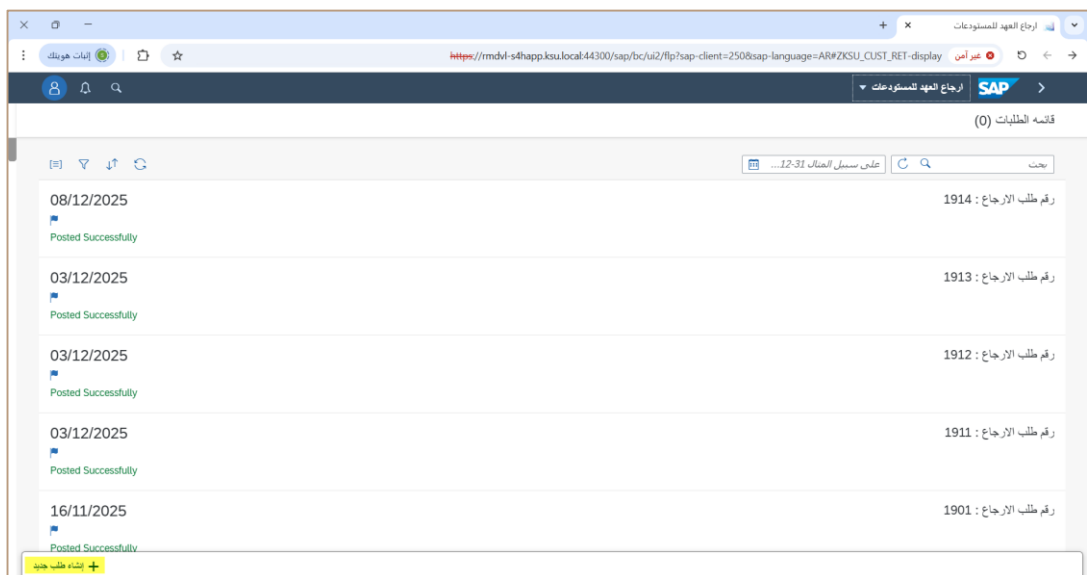 ارجاع العهد للمستودعات
https://rmdvl-s4happ.ksu.local:44300/sap/bc/ui2/flp?sap-client=250&sap-language=AR#ZKSU_CUST_RET-display غير آمن
إثبات هويتك
SAP ارجاع العهد للمستودعات
قائمه الطلبات (0)
بحث
على سبيل المثال 31-12...
رقم طلب الارجاع : 1914
08/12/2025
Posted Successfully
رقم طلب الارجاع : 1913
03/12/2025
Posted Successfully
رقم طلب الارجاع : 1912
03/12/2025
Posted Successfully
رقم طلب الارجاع : 1911
03/12/2025
Posted Successfully
رقم طلب الارجاع : 1901
16/11/2025
Posted Successfully
إنشاء طلب جديد